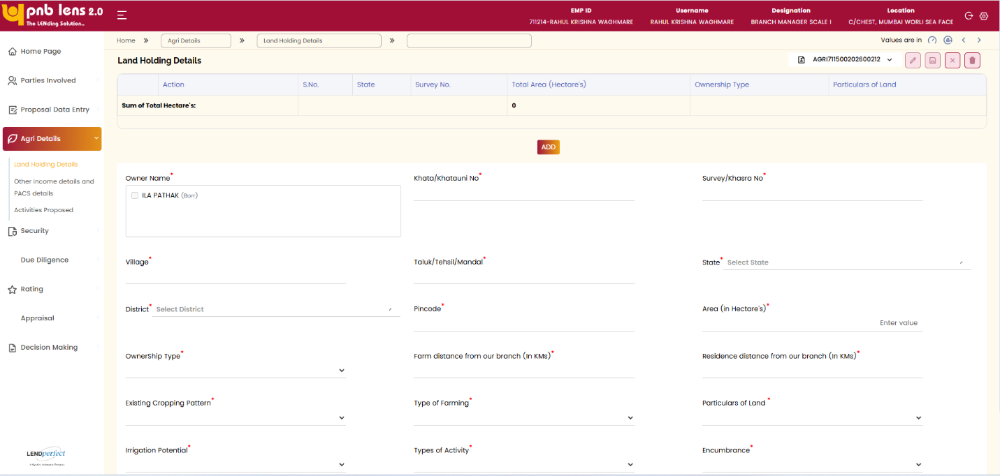 pnb lens 2.0
The LENding Solution..
EMP ID Username Designation Location
711214-RAHUL KRISHNA WAGHMARE RAHUL KRISHNA WAGHMARE BRANCH MANAGER SCALE I C/CHEST, MUMBAI WORLI SEA FACE
Home » Agri Details » Land Holding Details » Values are in
Home Page
Parties Involved
Proposal Data Entry
Agri Details
Land Holding Details
Other income details and
PACS details
Activities Proposed
Security
Due Diligence
Rating
Appraisal
Decision Making
LENDperfect
Land Holding Details AGRI711500202600212
Action S.No. State Survey No. Total Area (Hectare's) Ownership Type Particulars of Land
Sum of Total Hectare's: 0
ADD
Owner Name* Khata/Khatauni No* Survey/Khasra No*
ILA PATHAK (Borr)
Village* Taluk/Tehsil/Mandal* State* Select State
District* Select District Pincode* Area (in Hectare's)*
Enter value
OwnerShip Type* Farm distance from our branch (In KMs)* Residence distance from our branch (In KMs)*
Existing Cropping Pattern* Type of Farming* Particulars of Land *
Irrigation Potential* Types of Activity* Encumbrance*